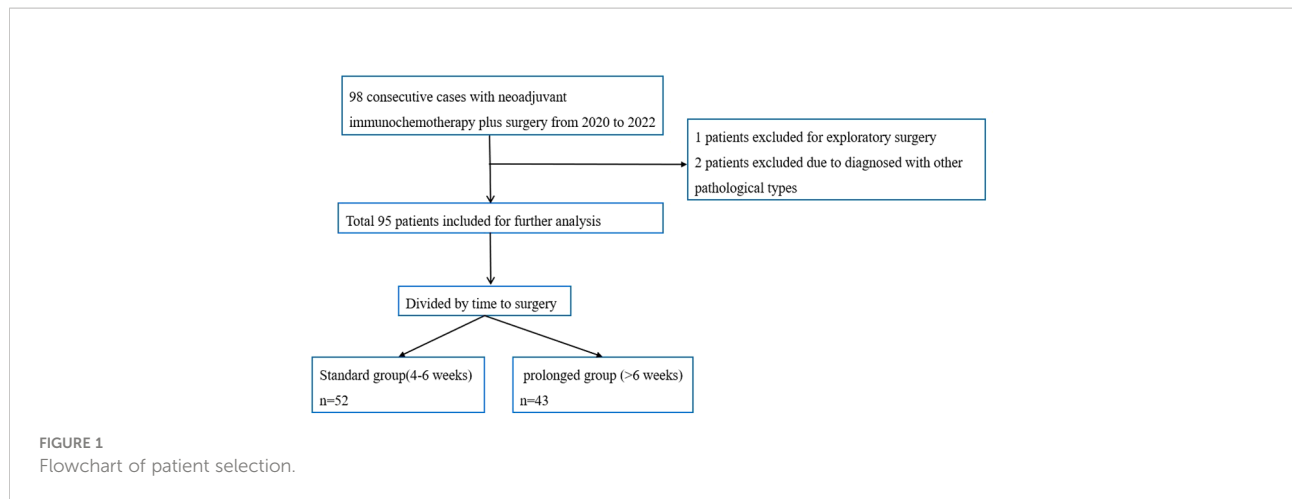 98 consecutive cases with neoadjuvant
immunochemotherapy plus surgery from 2020 to 2022
1 patients excluded for exploratory surgery
2 patients excluded due to diagnosed with other
pathological types
Total 95 patients included for further analysis
Divided by time to surgery
Standard group(4-6 weeks)
n=52
prolonged group (>6 weeks)
n=43
FIGURE 1
Flowchart of patient selection.